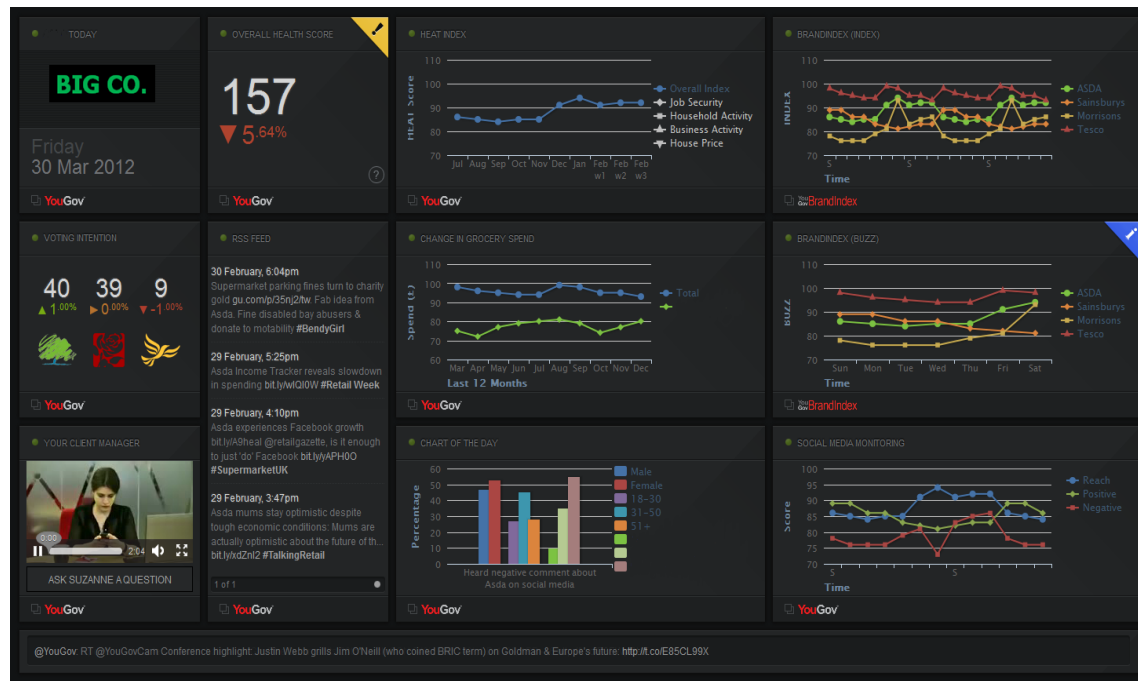 TODAY
BIG CO.
Friday
30 Mar 2012
YouGov
OVERALL HEALTH SCORE
157
5.64%
?
YouGov
HEAT INDEX
110
100
90
80
70
HEAT Score
Jul Aug Sep Oct Nov Dec Jan Feb w1 Feb w2 Feb w3
Overall Index
Job Security
Household Activity
Business Activity
House Price
YouGov
BRANDINDEX (INDEX)
110
100
90
80
70
INDEX
S S S
Time
ASDA
Sainsburys
Morrisons
Tesco
You Gov BrandIndex
VOTING INTENTION
40 39 9
1.00% 0.00% -1.00%
YouGov
RSS FEED
30 February, 6:04pm
Supermarket parking fines turn to charity
gold gu.com/p/35nj2/tw. Fab idea from
Asda. Fine disabled bay abusers &
donate to motability #BendyGirl
29 February, 5:25pm
Asda Income Tracker reveals slowdown
in spending bit.ly/wlQl0W #Retail Week
29 February, 4:10pm
Asda experiences Facebook growth
bit.ly/A9heal @retailgazette, is it enough
to just 'do' Facebook bit.ly/yAPH0O
#SupermarketUK
29 February, 3:47pm
Asda mums stay optimistic despite
tough economic conditions: Mums are
actually optimistic about the future of th...
bit.ly/xdZnI2 #TalkingRetail
1 of 1
YouGov
CHANGE IN GROCERY SPEND
110
100
90
80
70
60
Spend (£)
Mar Apr May Jun Jul Aug Sep Oct Nov Dec
Last 12 Months
Total
YouGov
BRANDINDEX (BUZZ)
110
100
90
80
70
BUZZ
Sun Mon Tue Wed Thu Fri Sat
Time
ASDA
Sainsburys
Morrisons
Tesco
You Gov BrandIndex
YOUR CLIENT MANAGER
0:00
2:04
ASK SUZANNE A QUESTION
YouGov
CHART OF THE DAY
60
50
40
30
20
10
0
Percentage
Heard negative comment about
Asda on social media
Male
Female
18-30
31-50
51+
YouGov
SOCIAL MEDIA MONITORING
100
95
90
85
80
75
70
Score
S S
Time
Reach
Positive
Negative
YouGov
@YouGov: RT @YouGovCam Conference highlight: Justin Webb grills Jim O'Neill (who coined BRIC term) on Goldman & Europe's future: http://t.co/E85CL99X